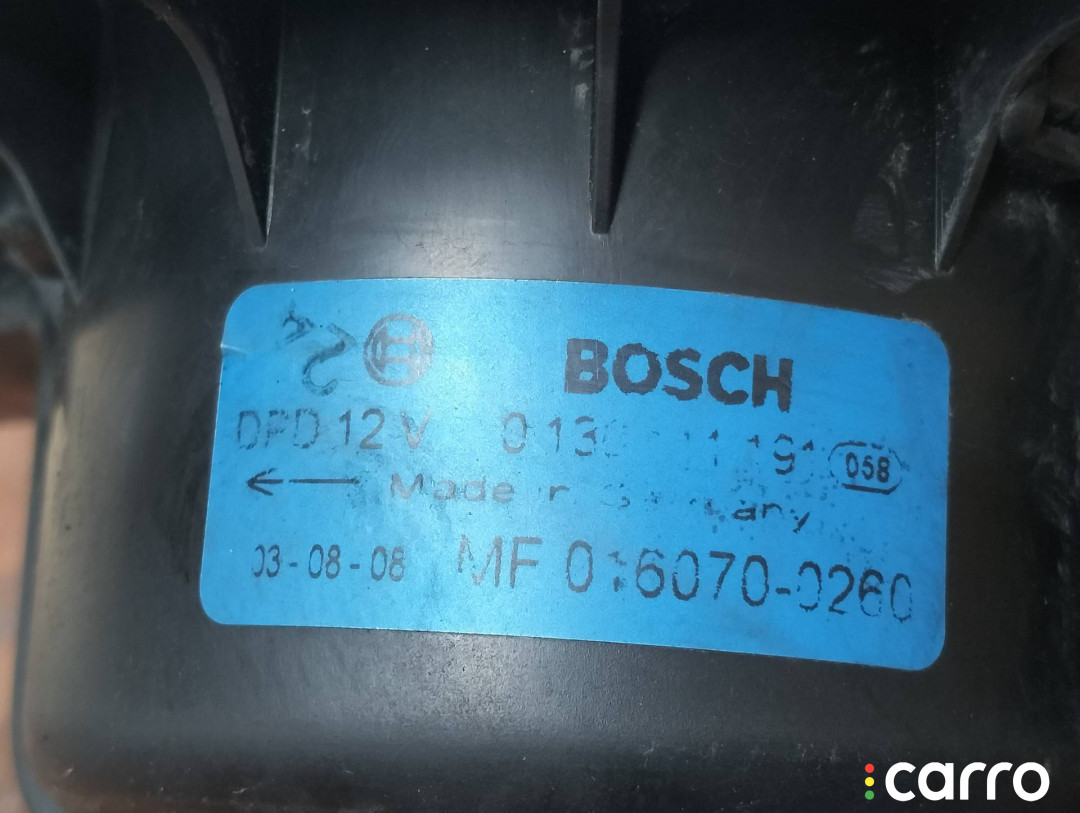 BOSCH
DPD 12 V
058
Made in Germany
03-08-08 MF 016070-0260
carro